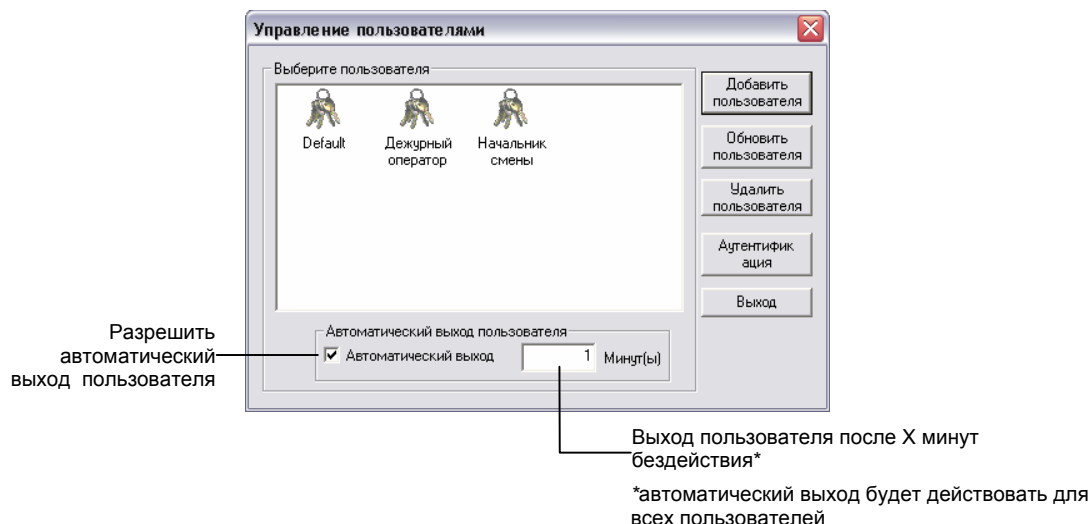 Управление пользователями
Выберите пользователя
Default
Дежурный
оператор
Начальник
смены
Добавить
пользователя
Обновить
пользователя
Удалить
пользователя
Аутентифик
ация
Выход
Автоматический выход пользователя
Автоматический выход
1
Минут(ы)
Разрешить
автоматический
выход пользователя
Выход пользователя после X минут
бездействия*
*автоматический выход будет действовать для
всех пользователей